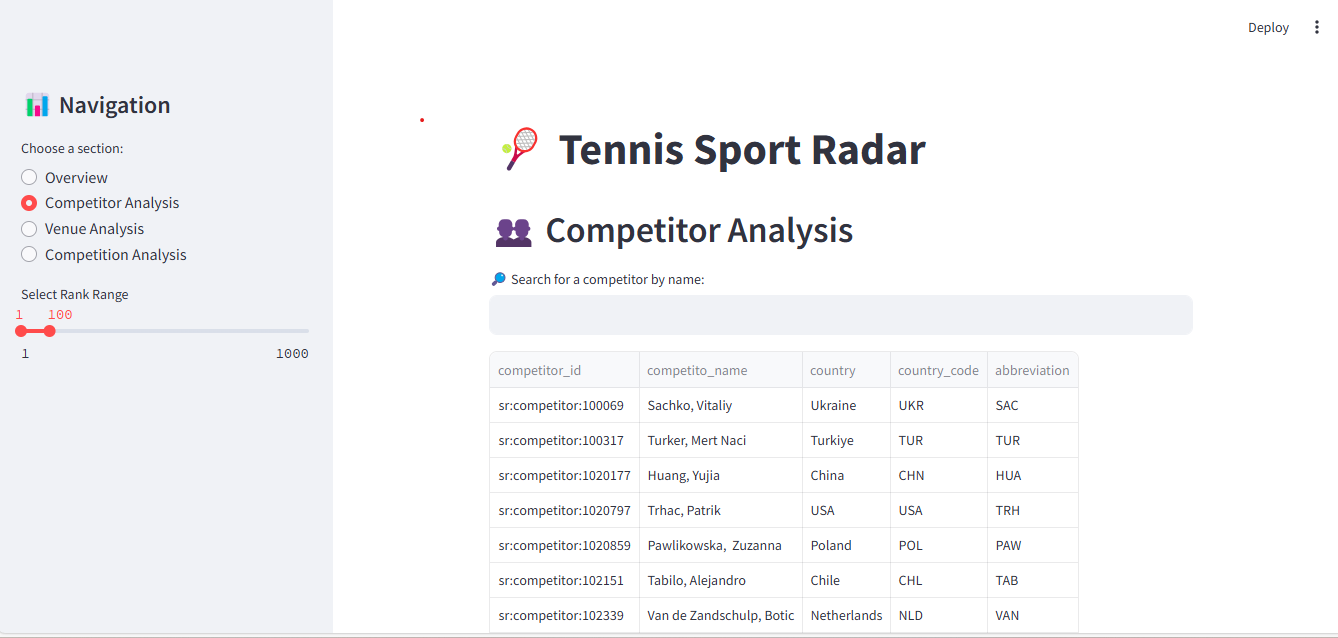 Deploy
Navigation
Choose a section:
Overview
Competitor Analysis
Venue Analysis
Competition Analysis
Select Rank Range
1 100
1 1000
Tennis Sport Radar
Competitor Analysis
Search for a competitor by name:
competitor_id competito_name country country_code abbreviation
sr:competitor:100069 Sachko, Vitaliy Ukraine UKR SAC
sr:competitor:100317 Turker, Mert Naci Turkiye TUR TUR
sr:competitor:1020177 Huang, Yujia China CHN HUA
sr:competitor:1020797 Trhac, Patrik USA USA TRH
sr:competitor:1020859 Pawlikowska, Zuzanna Poland POL PAW
sr:competitor:102151 Tabilo, Alejandro Chile CHL TAB
sr:competitor:102339 Van de Zandschulp, Botic Netherlands NLD VAN